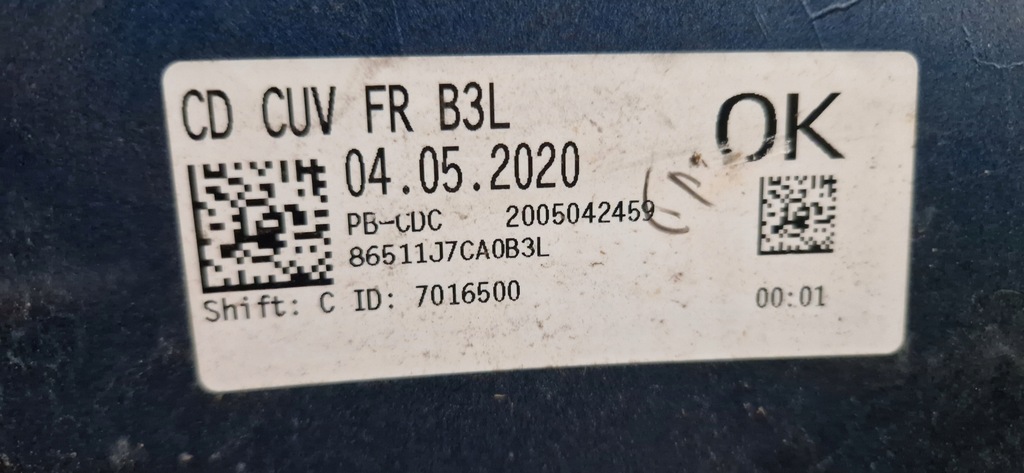 CD CUV FR B3L
OK
04.05.2020
PB-CDC 2005042459
86511J7CA0B3L
Shift: C ID: 7016500
00:01